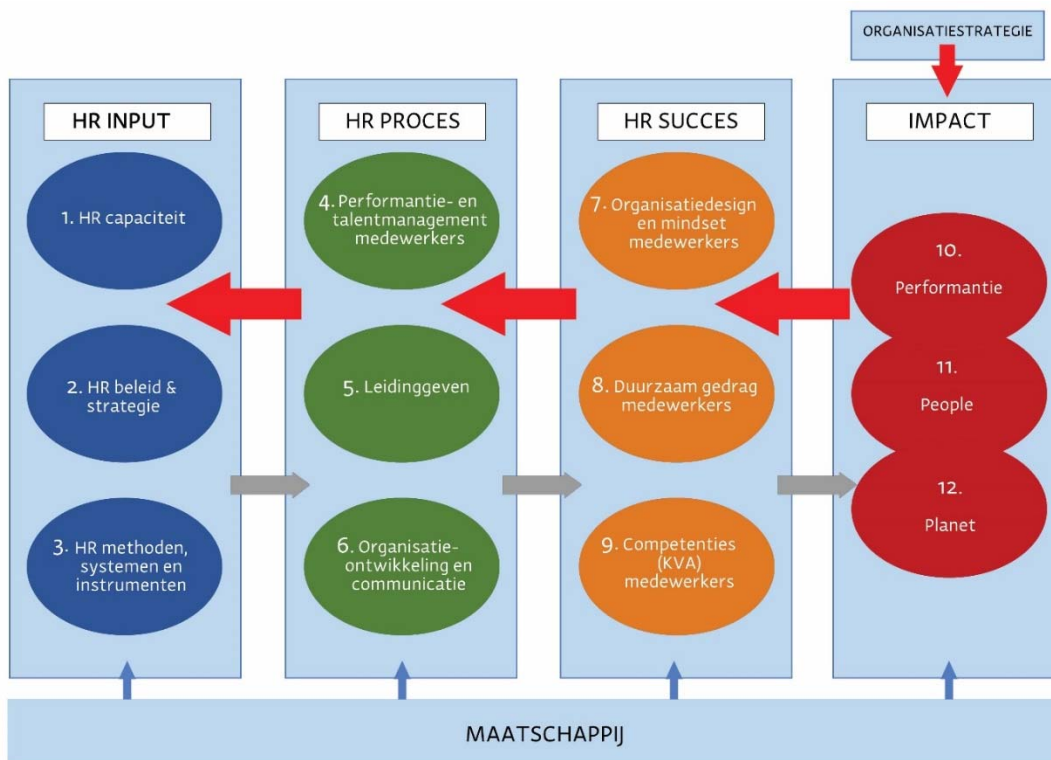 ORGANISATIESTRATEGIE
HR INPUT
1. HR capaciteit
2. HR beleid &
strategie
3. HR methoden,
systemen en
instrumenten
HR PROCES
4. Performantie- en
talentmanagement
medewerkers
5. Leidinggeven
6. Organisatie-
ontwikkeling en
communicatie
HR SUCCES
7. Organisatiedesign
en mindset
medewerkers
8. Duurzaam gedrag
medewerkers
9. Competenties
(KVA)
medewerkers
IMPACT
10.
Performantie
11.
People
12.
Planet
MAATSCHAPPIJ